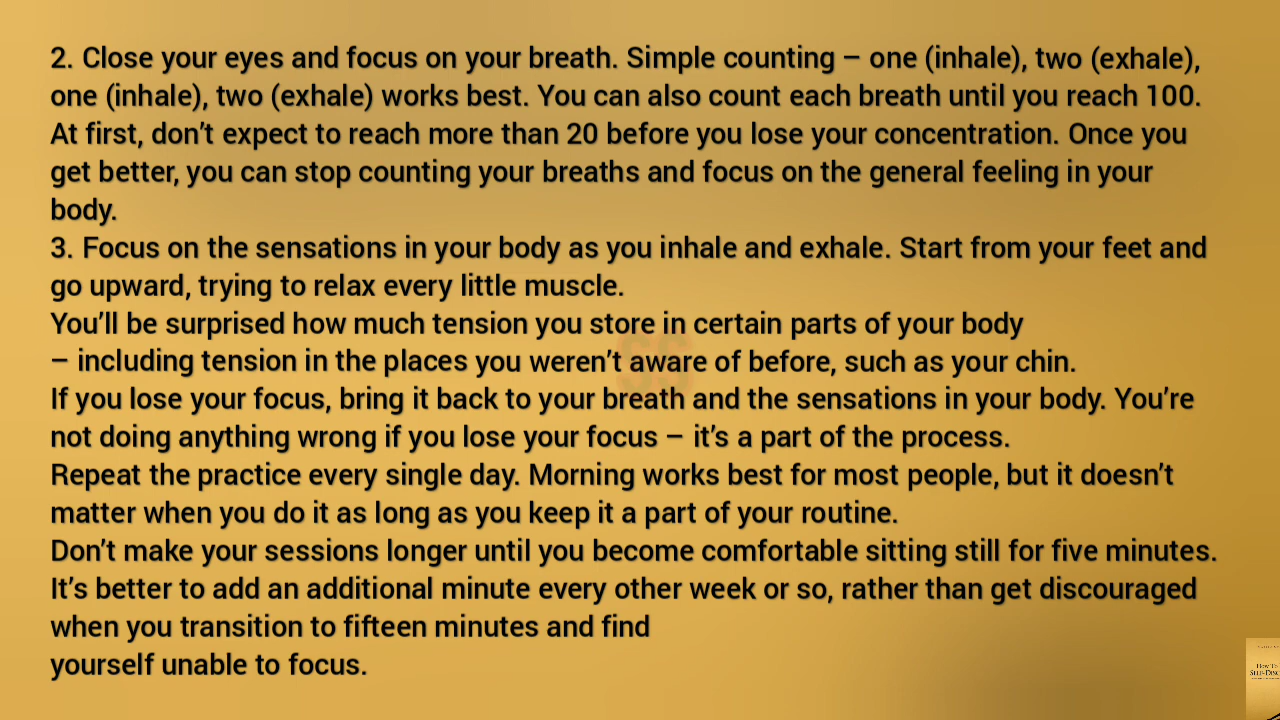 2. Close your eyes and focus on your breath. Simple counting – one (inhale), two (exhale),
one (inhale), two (exhale) works best. You can also count each breath until you reach 100.
At first, don’t expect to reach more than 20 before you lose your concentration. Once you
get better, you can stop counting your breaths and focus on the general feeling in your
body.
3. Focus on the sensations in your body as you inhale and exhale. Start from your feet and
go upward, trying to relax every little muscle.
You’ll be surprised how much tension you store in certain parts of your body
– including tension in the places you weren’t aware of before, such as your chin.
If you lose your focus, bring it back to your breath and the sensations in your body. You’re
not doing anything wrong if you lose your focus – it’s a part of the process.
Repeat the practice every single day. Morning works best for most people, but it doesn’t
matter when you do it as long as you keep it a part of your routine.
Don’t make your sessions longer until you become comfortable sitting still for five minutes.
It’s better to add an additional minute every other week or so, rather than get discouraged
when you transition to fifteen minutes and find
yourself unable to focus.
SS
How To